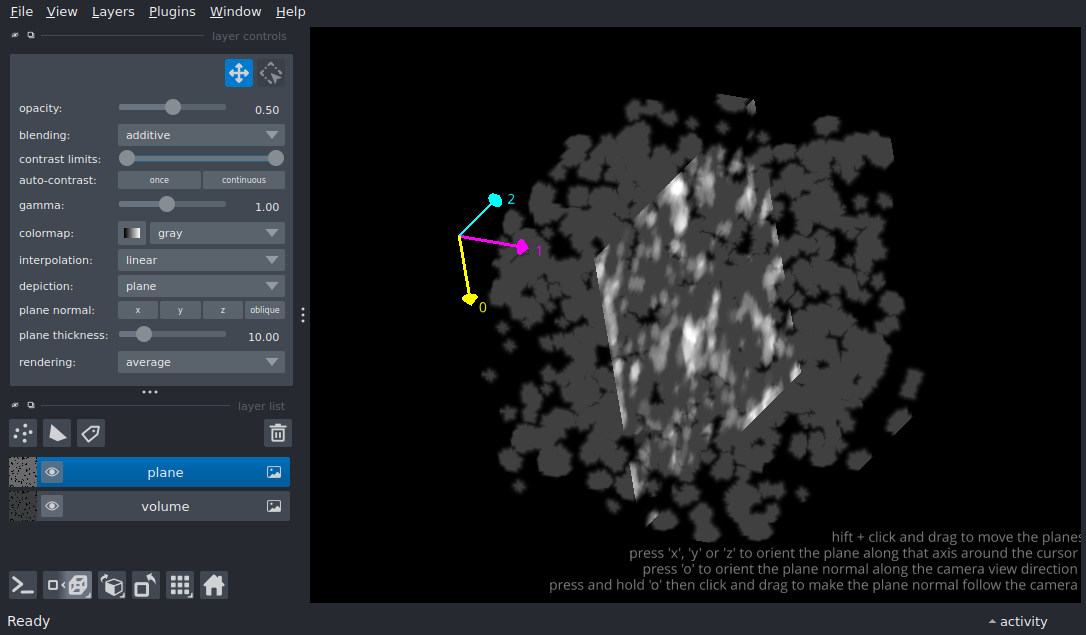 File View Layers Plugins Window Help
layer controls
opacity: 0.50
blending: additive
contrast limits:
auto-contrast: once continuous
gamma: 1.00
colormap: gray
interpolation: linear
depiction: plane
plane normal: x y z oblique
plane thickness: 10.00
rendering: average
layer list
plane
volume
2
1
0
hift + click and drag to move the planes
press 'x', 'y' or 'z' to orient the plane along that axis around the cursor
press 'o' to orient the plane normal along the camera view direction
press and hold 'o' then click and drag to make the plane normal follow the camera
Ready activity